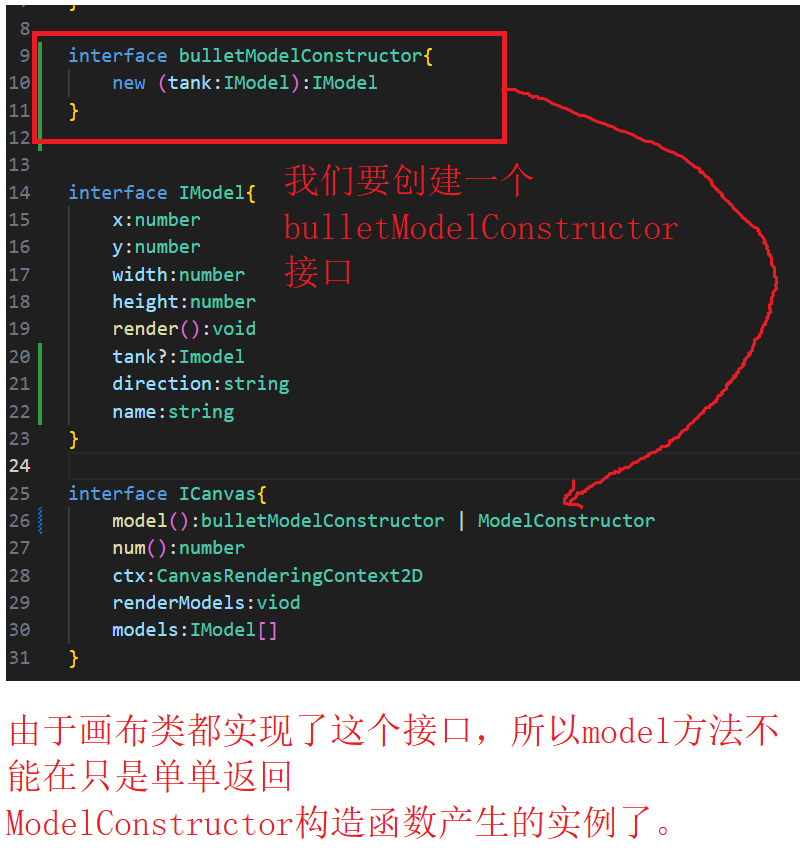 7 }
8
9 interface bulletModelConstructor{
10 new (tank:IModel):IModel
11 }
12
13
14 interface IModel{
15 x:number
16 y:number
17 width:number
18 height:number
19 render():void
20 tank?:Imodel
21 direction:string
22 name:string
23 }
24
25 interface ICanvas{
26 model():bulletModelConstructor | ModelConstructor
27 num():number
28 ctx:CanvasRenderingContext2D
29 renderModels:viod
30 models:IModel[]
31 }
我们要创建一个
bulletModelConstructor
接口
由于画布类都实现了这个接口，所以model方法不
能在只是单单返回
ModelConstructor构造函数产生的实例了。